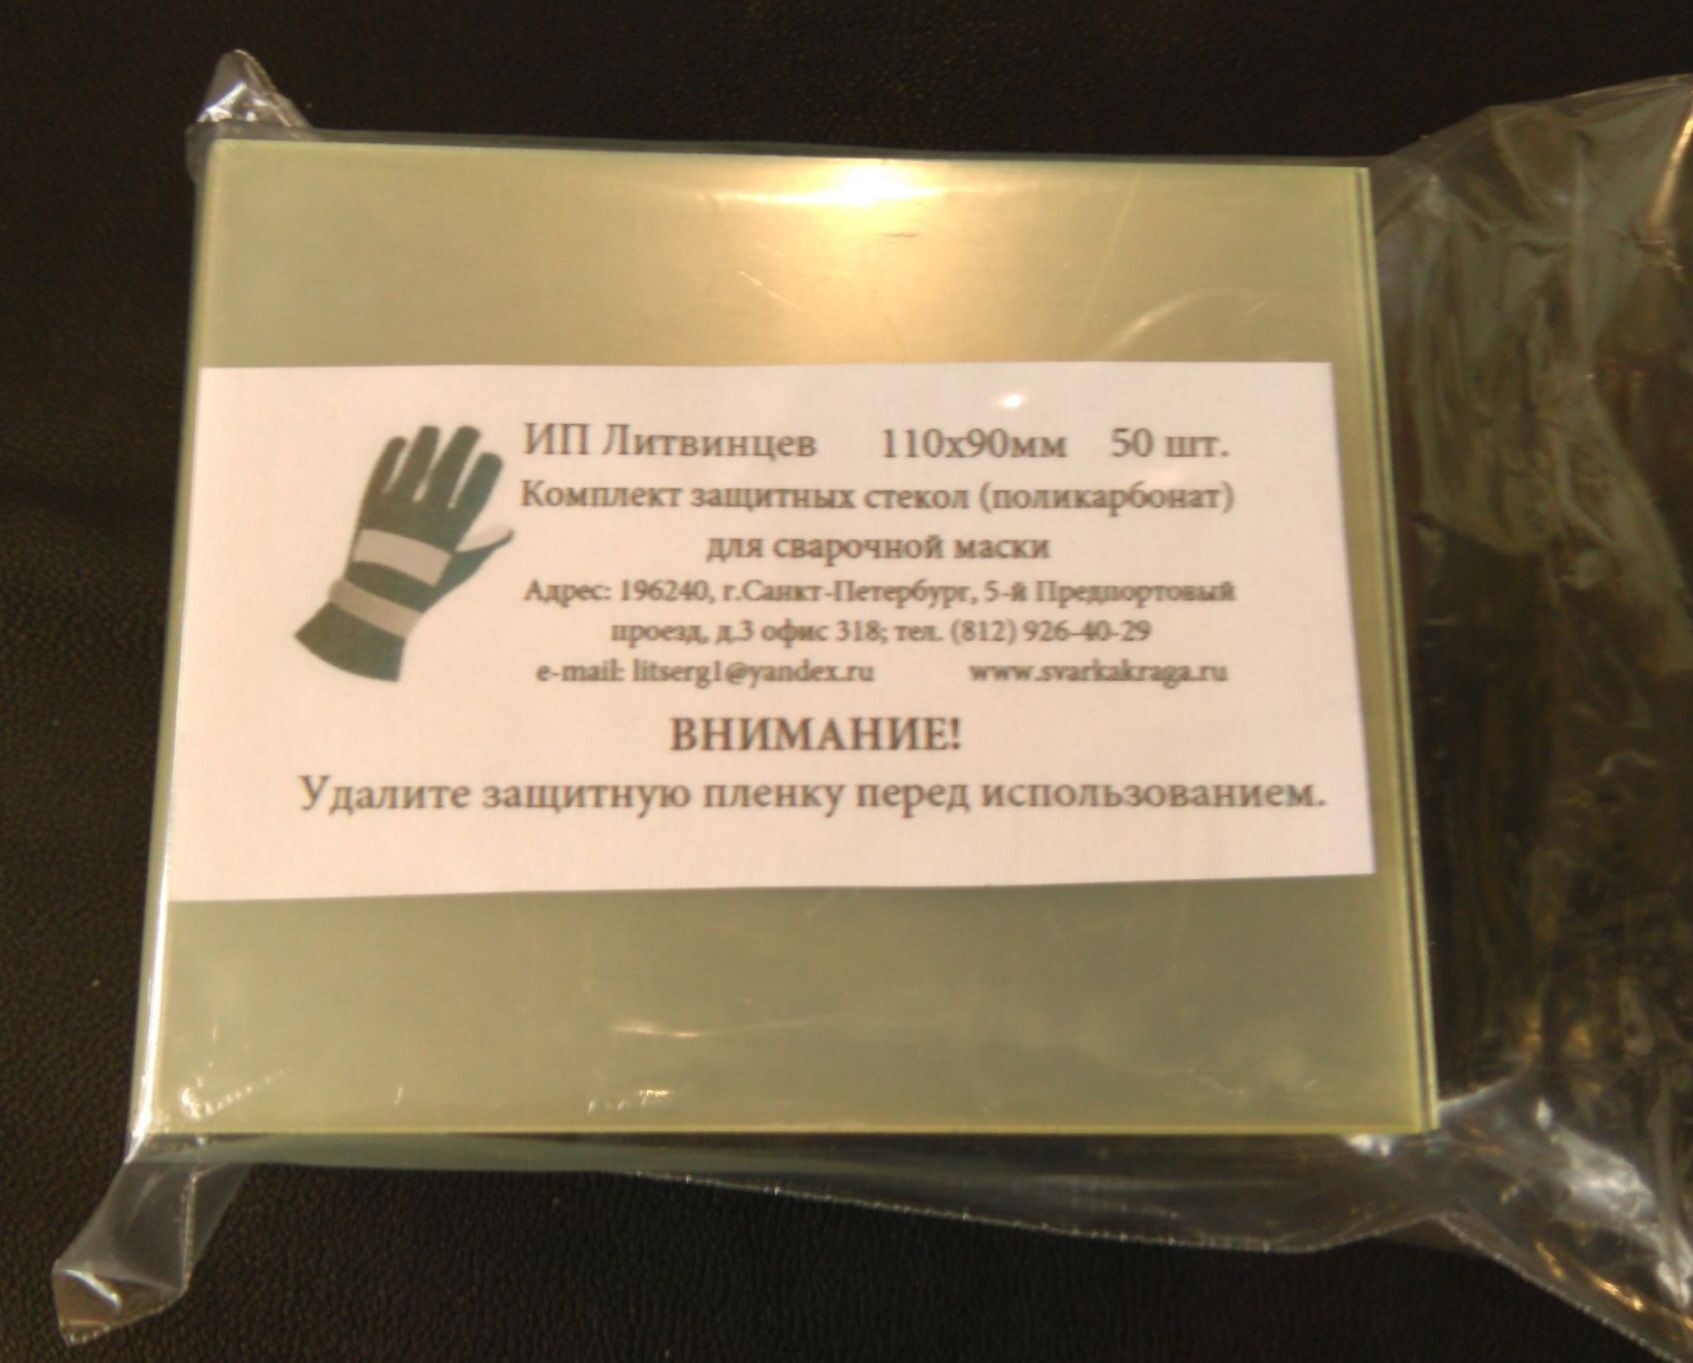 ИП Литвинцев 110х90мм 50 шт.
Комплект защитных стекол (поликарбонат)
для сварочной маски
Адрес: 196240, г.Санкт-Петербург, 5-й Предпортовый
проезд, д.3 офис 318; тел. (812) 926-40-29
e-mail: litserg1@yandex.ru www.svarkakraga.ru
ВНИМАНИЕ!
Удалите защитную пленку перед использованием.